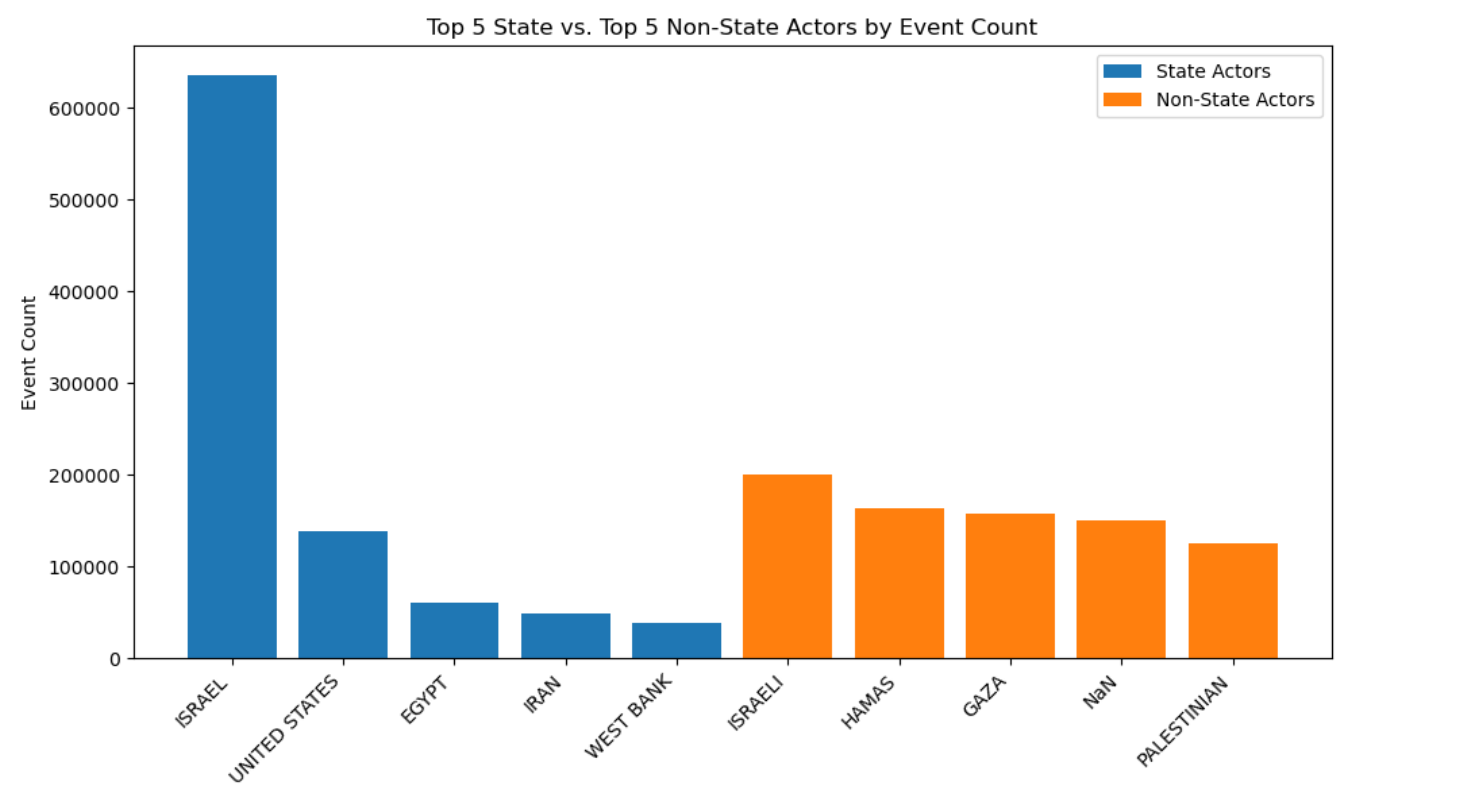 Top 5 State vs. Top 5 Non-State Actors by Event Count
State Actors
Non-State Actors
Event Count
600000
500000
400000
300000
200000
100000
0
ISRAEL
UNITED STATES
EGYPT
IRAN
WEST BANK
ISRAELI
HAMAS
GAZA
NaN
PALESTINIAN